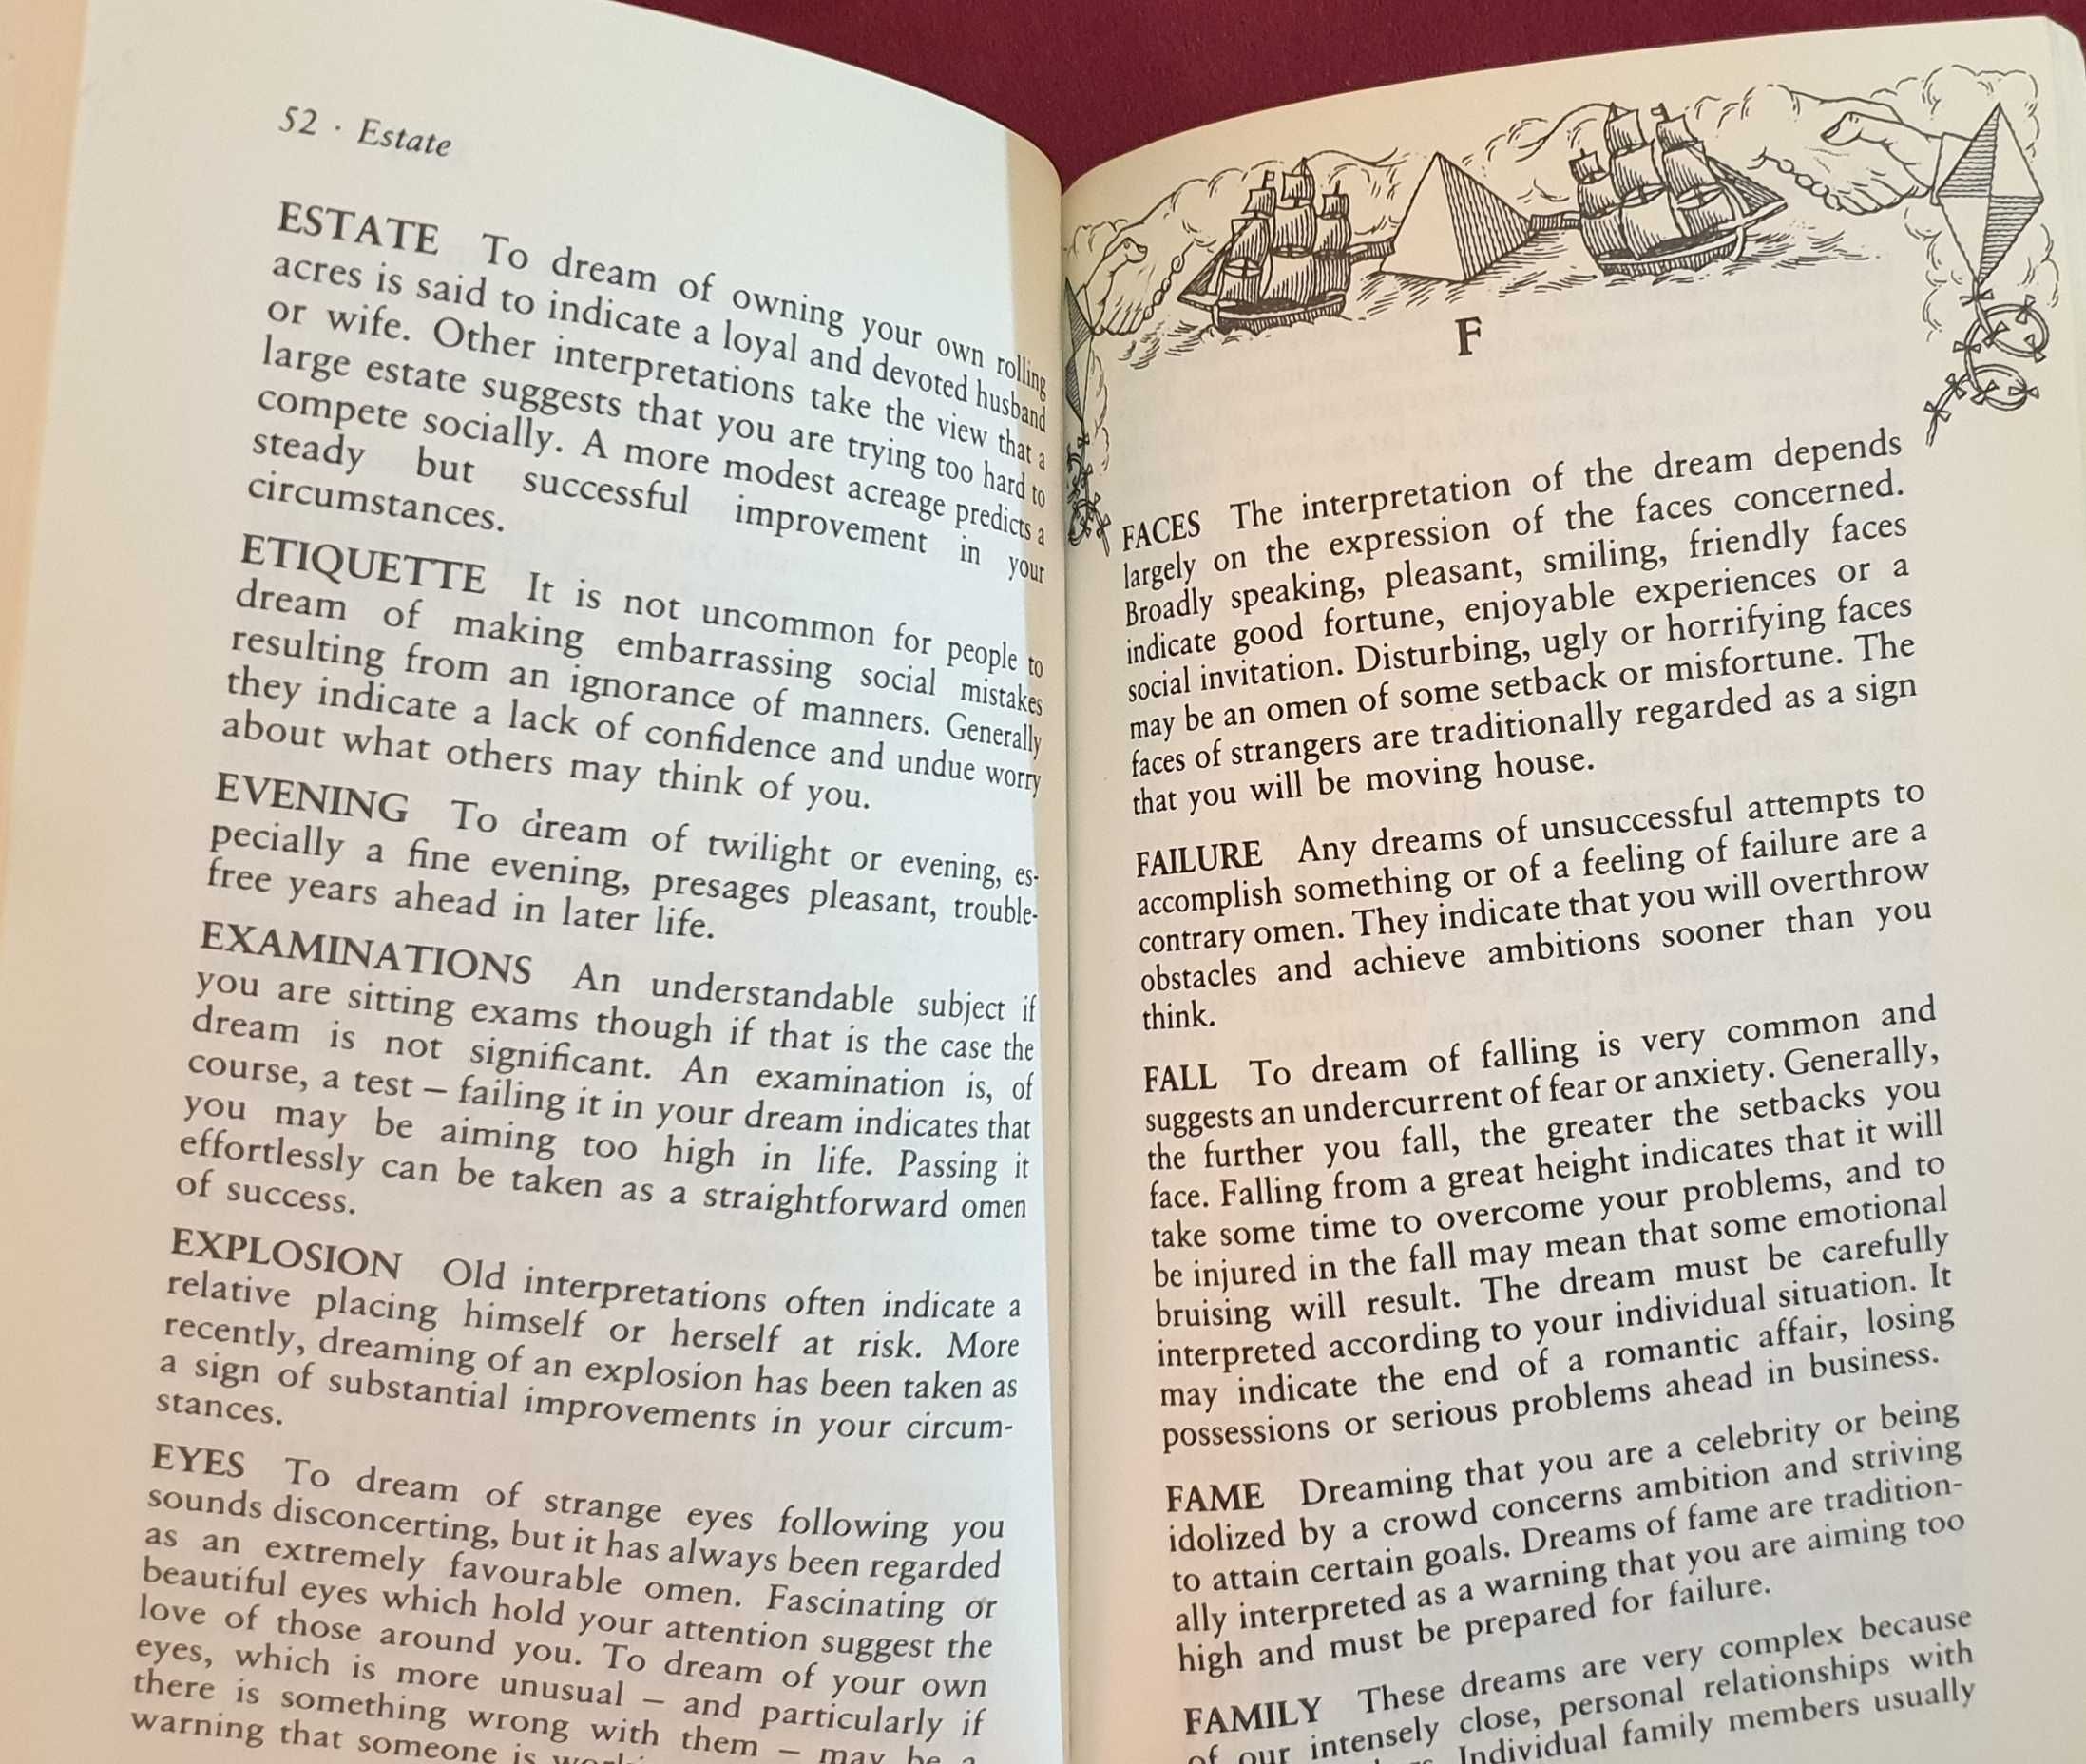 52 · Estate
ESTATE To dream of owning your own rolling
acres is said to indicate a loyal and devoted husband
or wife. Other interpretations take the view that a
large estate suggests that you are trying too hard to
compete socially. A more modest acreage predicts a
steady but successful improvement in your
circumstances.
ETIQUETTE It is not uncommon for people to
dream of making embarrassing social mistakes
resulting from an ignorance of manners. Generally
they indicate a lack of confidence and undue worry
about what others may think of you.
EVENING To dream of twilight or evening, es-
pecially a fine evening, presages pleasant, trouble-
free years ahead in later life.
EXAMINATIONS An understandable subject if
you are sitting exams though if that is the case the
dream is not significant. An examination is, of
course, a test – failing it in your dream indicates that
you may be aiming too high in life. Passing it
effortlessly can be taken as a straightforward omen
of success.
EXPLOSION Old interpretations often indicate a
relative placing himself or herself at risk. More
recently, dreaming of an explosion has been taken as
a sign of substantial improvements in your circum-
stances.
EYES To dream of strange eyes following you
sounds disconcerting, but it has always been regarded
as an extremely favourable omen. Fascinating or
beautiful eyes which hold your attention suggest the
love of those around you. To dream of your own
eyes, which is more unusual – and particularly if
there is something wrong with them – may be a
warning that someone is
F
FACES The interpretation of the dream depends
largely on the expression of the faces concerned.
Broadly speaking, pleasant, smiling, friendly faces
indicate good fortune, enjoyable experiences or a
social invitation. Disturbing, ugly or horrifying faces
may be an omen of some setback or misfortune. The
faces of strangers are traditionally regarded as a sign
that you will be moving house.
FAILURE Any dreams of unsuccessful attempts to
accomplish something or of a feeling of failure are a
contrary omen. They indicate that you will overthrow
obstacles and achieve ambitions sooner than you
think.
FALL To dream of falling is very common and
suggests an undercurrent of fear or anxiety. Generally,
the further you fall, the greater the setbacks you
face. Falling from a great height indicates that it will
take some time to overcome your problems, and to
be injured in the fall may mean that some emotional
bruising will result. The dream must be carefully
interpreted according to your individual situation. It
may indicate the end of a romantic affair, losing
possessions or serious problems ahead in business.
FAME Dreaming that you are a celebrity or being
idolized by a crowd concerns ambition and striving
to attain certain goals. Dreams of fame are tradition-
ally interpreted as a warning that you are aiming too
high and must be prepared for failure.
FAMILY These dreams are very complex because
of our intensely close, personal relationships with
Individual family members usually